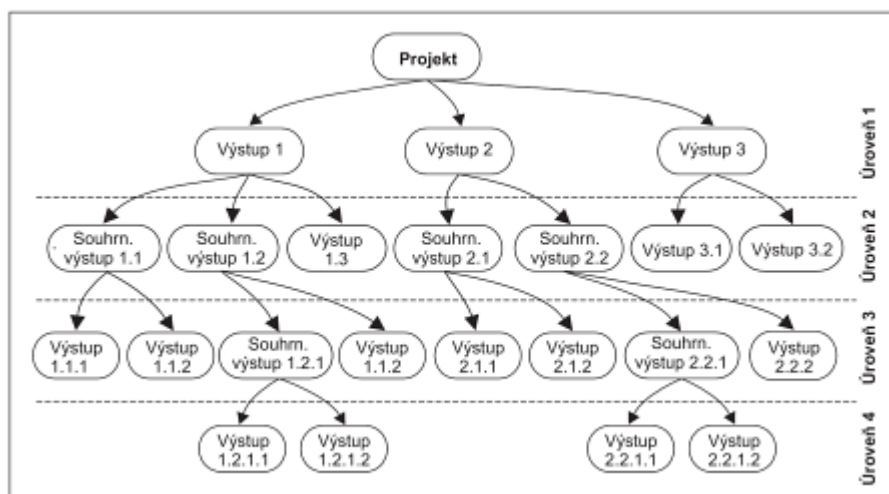 Projekt
Výstup 1
Výstup 2
Výstup 3
Úroveň 1
Souhrn.
výstup 1.1
Souhrn.
výstup 1.2
Výstup
1.3
Souhrn.
výstup 2.1
Souhrn.
výstup 2.2
Výstup 3.1
Výstup 3.2
Úroveň 2
Výstup
1.1.1
Výstup
1.1.2
Souhrn.
výstup 1.2.1
Výstup
1.1.2
Výstup
2.1.1
Výstup
2.1.2
Souhrn.
výstup 2.2.1
Výstup
2.2.2
Úroveň 3
Výstup
1.2.1.1
Výstup
1.2.1.2
Výstup
2.2.1.1
Výstup
2.2.1.2
Úroveň 4